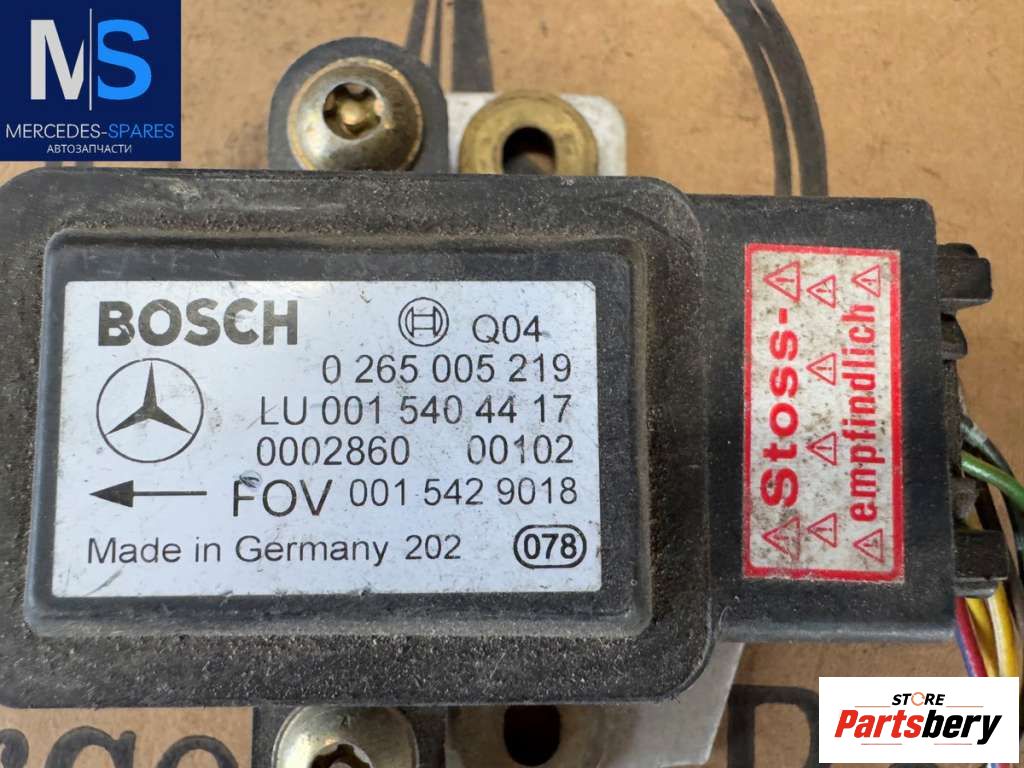 MS
MERCEDES-SPARES
АВТОЗАПЧАСТИ
BOSCH
Q04
0 265 005 219
LU 001 540 44 17
0002860 00102
FOV 001 542 9018
Made in Germany 202 078
Stoss-
empfindlich
STORE
Partsbery